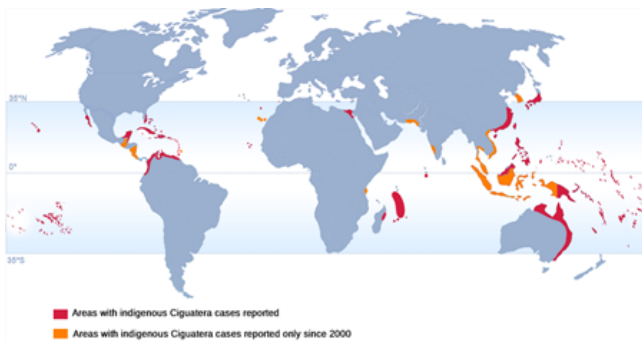 35°N
0°
35°S
Areas with indigenous Ciguatera cases reported
Areas with indigenous Ciguatera cases reported only since 2000